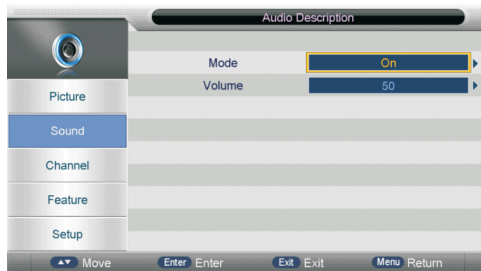 Audio Description
Mode On
Volume 50
Picture
Sound
Channel
Feature
Setup
Move Enter Enter Exit Exit Menu Return